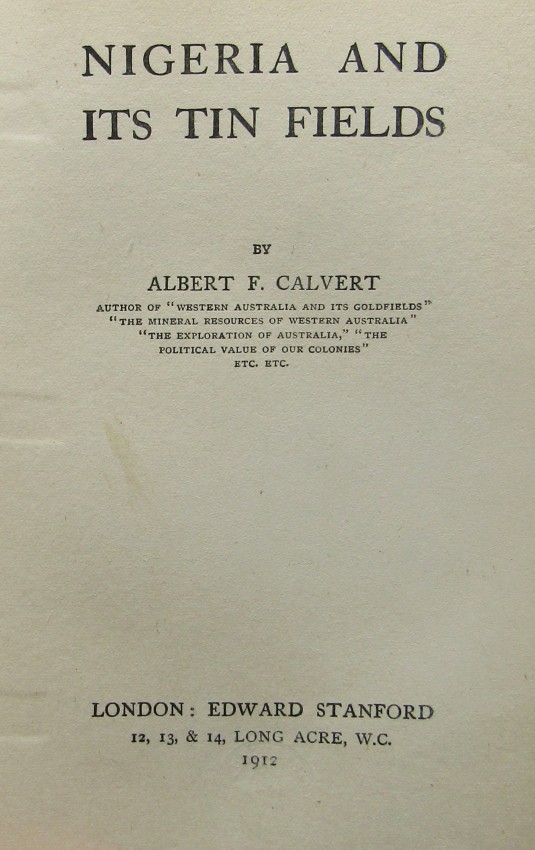 NIGERIA AND
ITS TIN FIELDS
BY
ALBERT F. CALVERT
AUTHOR OF "WESTERN AUSTRALIA AND ITS GOLDFIELDS"
"THE MINERAL RESOURCES OF WESTERN AUSTRALIA"
"THE EXPLORATION OF AUSTRALIA," "THE
POLITICAL VALUE OF OUR COLONIES"
ETC. ETC.
LONDON: EDWARD STANFORD
12, 13, & 14, LONG ACRE, W.C.
1912